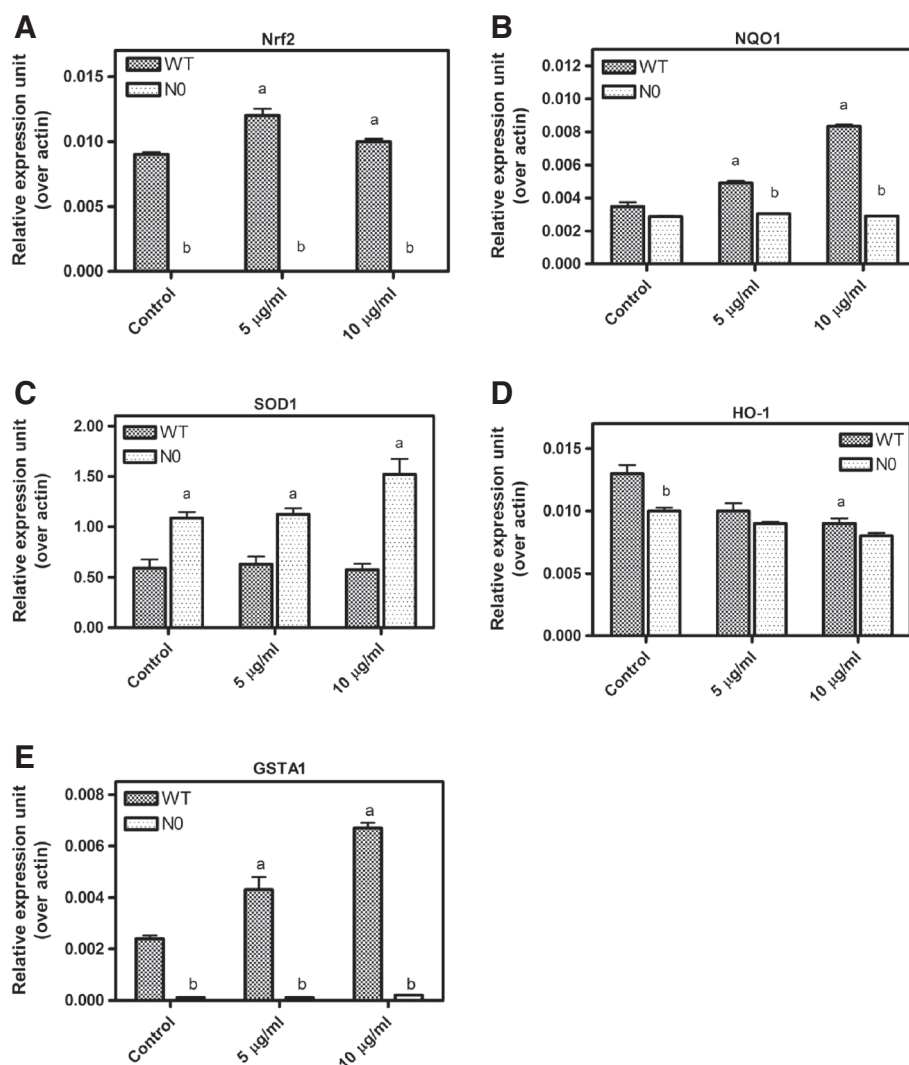 A
Nrf2
Relative expression unit
(over actin)
0.015
0.010
0.005
0.000
WT
N0
a
a
b
b
b
Control
5 μg/ml
10 μg/ml
B
NQO1
Relative expression unit
(over actin)
0.012
0.010
0.008
0.006
0.004
0.002
0.000
WT
N0
a
a
b
b
Control
5 μg/ml
10 μg/ml
C
SOD1
Relative expression unit
(over actin)
2.00
1.50
1.00
0.50
0.00
WT
N0
a
a
a
Control
5 μg/ml
10 μg/ml
D
HO-1
Relative expression unit
(over actin)
0.015
0.010
0.005
0.000
WT
N0
b
a
Control
5 μg/ml
10 μg/ml
E
GSTA1
Relative expression unit
(over actin)
0.008
0.006
0.004
0.002
0.000
WT
N0
a
a
b
b
b
Control
5 μg/ml
10 μg/ml